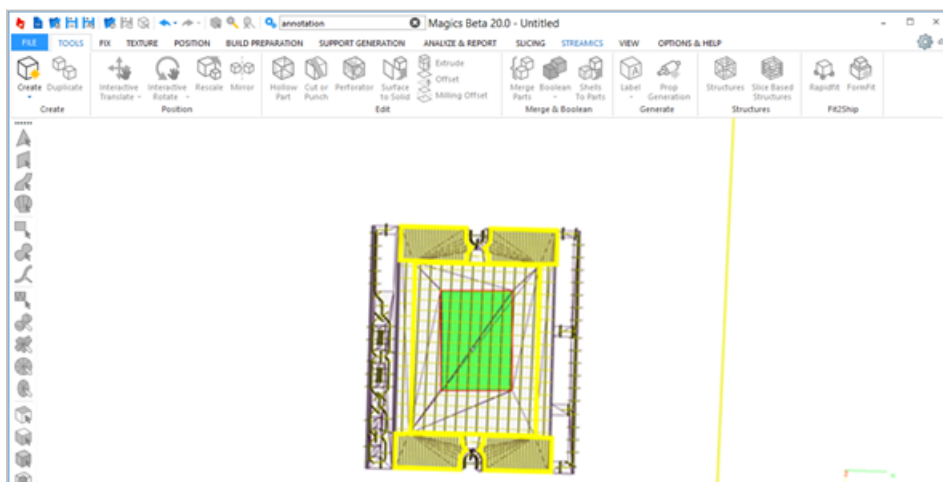 annotation
Magics Beta 20.0 - Untitled
FILE TOOLS FIX TEXTURE POSITION BUILD PREPARATION SUPPORT GENERATION ANALYZE & REPORT SLICING STREAMICS VIEW OPTIONS & HELP
Create
Duplicate
Create
Interactive Translate
Interactive Rotate
Rescale
Mirror
Position
Hollow Part
Cut or Punch
Perforator
Surface to Solid
Extrude
Offset
Milling Offset
Edit
Merge Parts
Boolean
Shells To Parts
Merge & Boolean
Label
Prop Generation
Generate
Structures
Slice Based Structures
Structures
RapidFit
FormFit
Fit2Ship